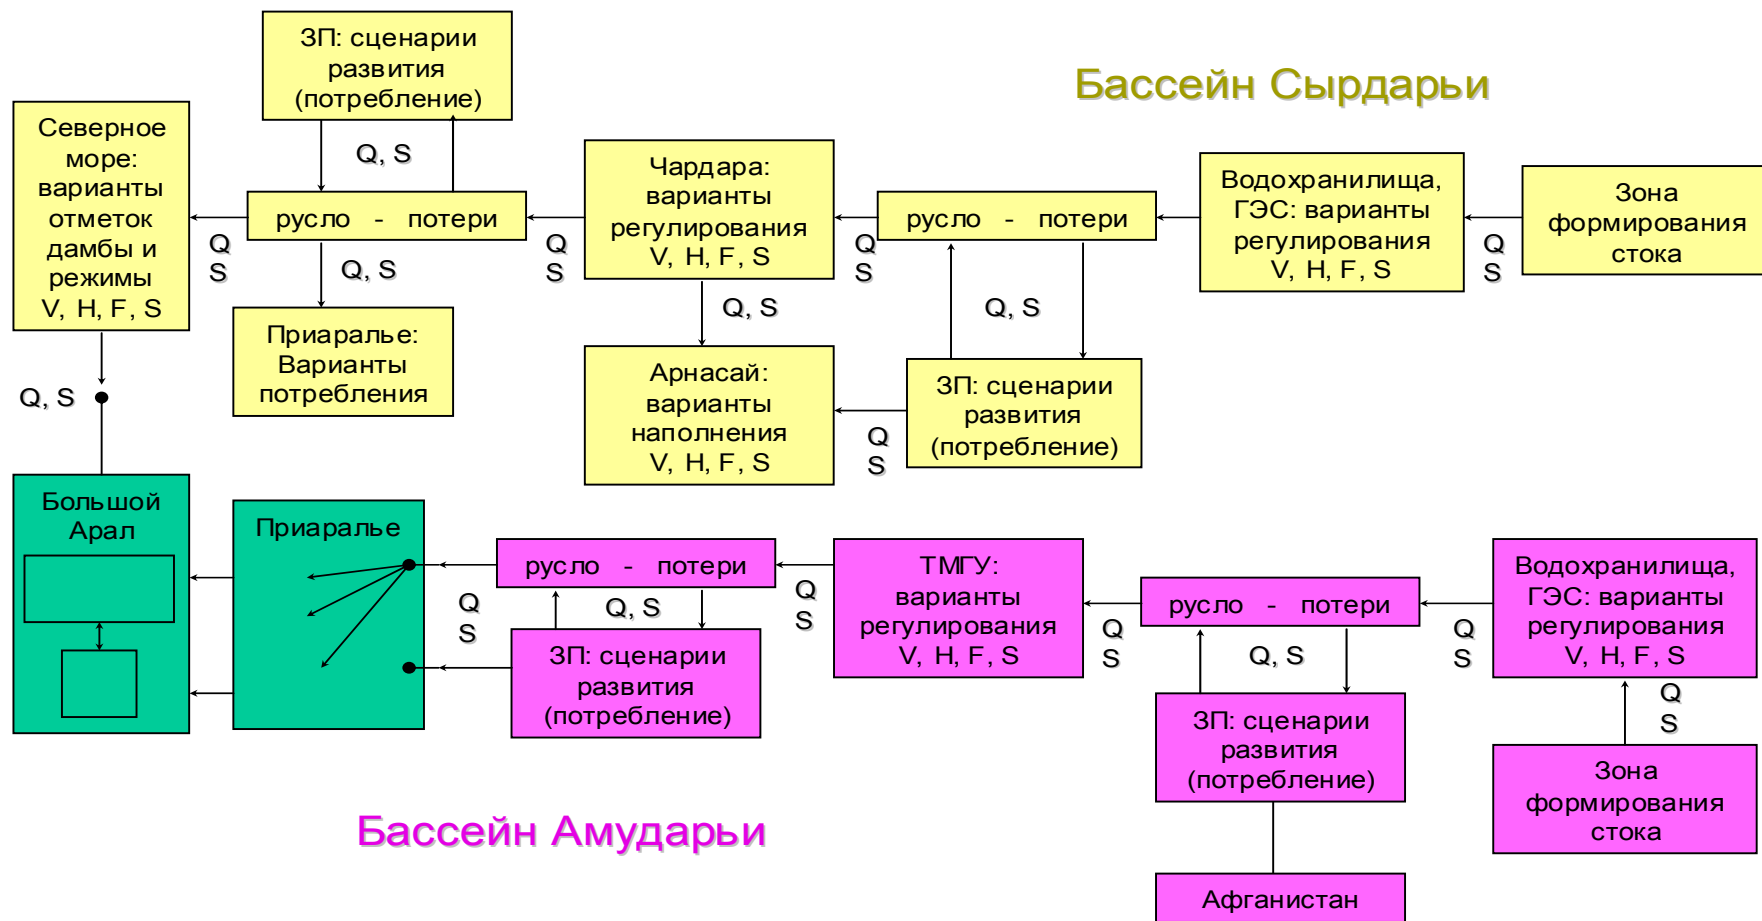 ЗП: сценарии
развития
(потребление)
Бассейн Сырдарьи
Северное
море:
варианты
отметок
дамбы и
режимы
V, H, F, S
Q, S
русло - потери
Q
S
Q, S
Приаралье:
Варианты
потребления
Q
S
Чардара:
варианты
регулирования
V, H, F, S
Q
S
русло - потери
Водохранилища,
ГЭС: варианты
регулирования
V, H, F, S
Q
S
Зона
формирования
стока
Q, S
Q, S
Арнасай:
варианты
наполнения
V, H, F, S
Q
S
ЗП: сценарии
развития
(потребление)
Q, S
Большой
Арал
Приаралье
русло - потери
Q
S
Q, S
ЗП: сценарии
развития
(потребление)
Q
S
ТМГУ:
варианты
регулирования
V, H, F, S
Q
S
русло - потери
Q, S
Q
S
Водохранилища,
ГЭС: варианты
регулирования
V, H, F, S
Q
S
ЗП: сценарии
развития
(потребление)
Зона
формирования
стока
Бассейн Амударьи
Афганистан